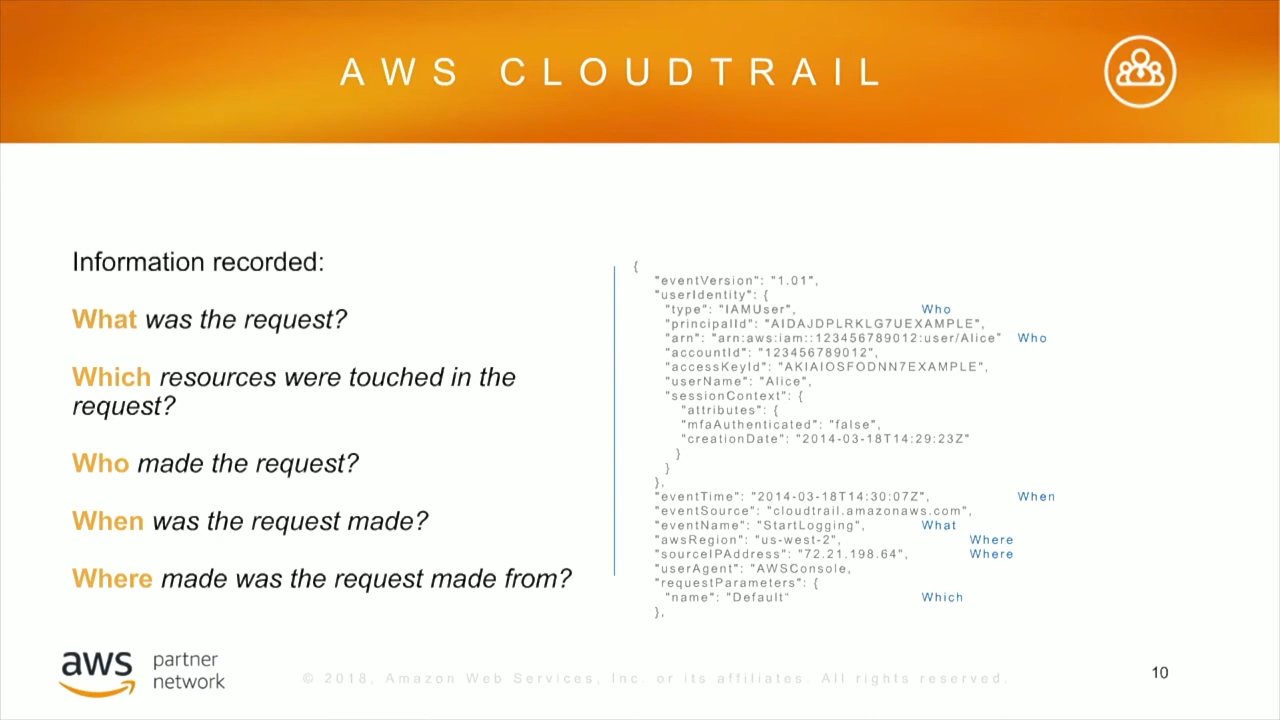 AWS CLOUDTRAIL
Information recorded:
What was the request?
Which resources were touched in the
request?
Who made the request?
When was the request made?
Where made was the request made from?
{
"eventVersion": "1.01",
"userIdentity": {
"type": "IAMUser", Who
"principalId": "AIDAJDPLRKLG7UEXAMPLE",
"arn": "arn:aws:iam::123456789012:user/Alice" Who
"accountId": "123456789012",
"accessKeyId": "AKIAIOSFODNN7EXAMPLE",
"userName": "Alice",
"sessionContext": {
"attributes": {
"mfaAuthenticated": "false",
"creationDate": "2014-03-18T14:29:23Z"
}
}
},
"eventTime": "2014-03-18T14:30:07Z", When
"eventSource": "cloudtrail.amazonaws.com",
"eventName": "StartLogging", What
"awsRegion": "us-west-2", Where
"sourceIPAddress": "72.21.198.64", Where
"userAgent": "AWSConsole,
"requestParameters": {
"name": "Default" Which
},
aws partner
network
© 2018, Amazon Web Services, Inc. or its affiliates. All rights reserved.
10